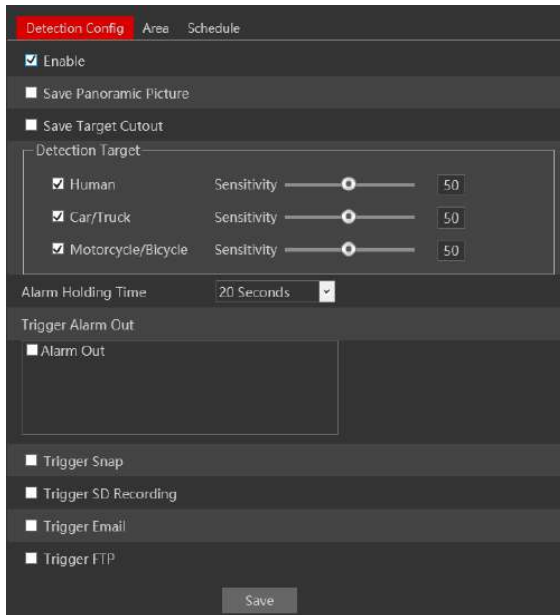 Detection Config Area Schedule
Enable
Save Panoramic Picture
Save Target Cutout
Detection Target
Human Sensitivity 50
Car/Truck Sensitivity 50
Motorcycle/Bicycle Sensitivity 50
Alarm Holding Time 20 Seconds
Trigger Alarm Out
Alarm Out
Trigger Snap
Trigger SD Recording
Trigger Email
Trigger FTP
Save